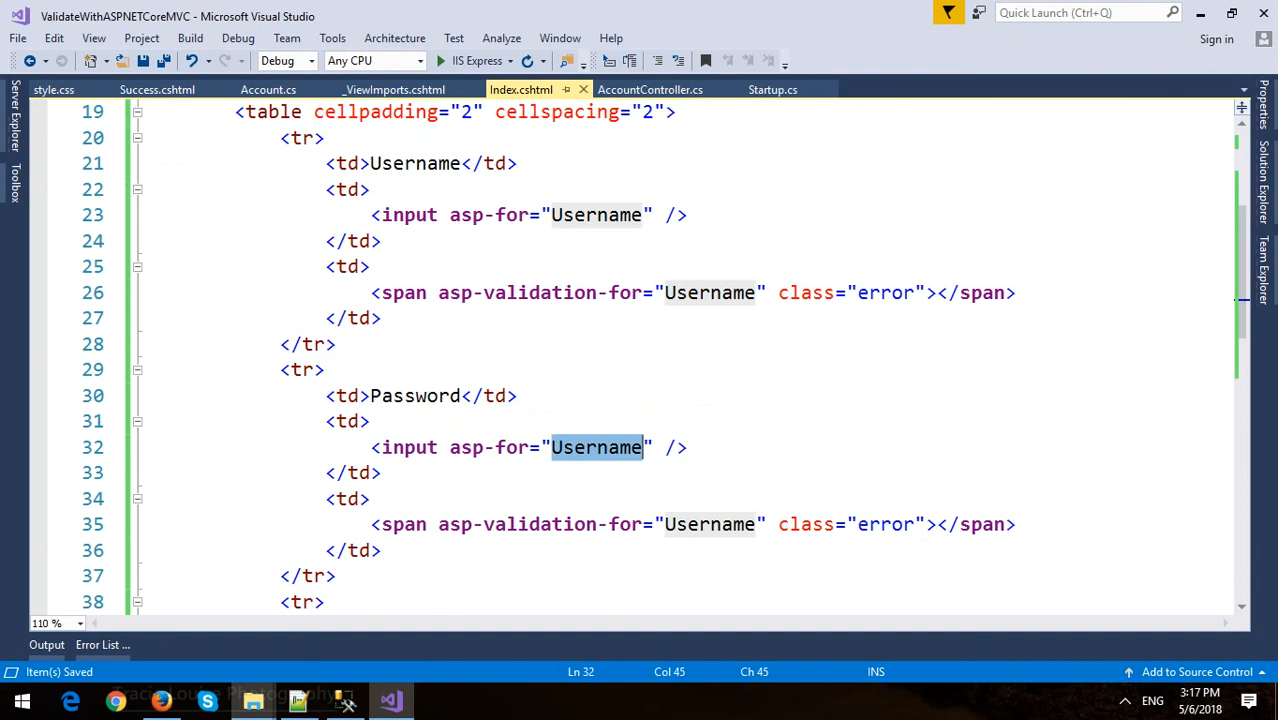 ValidateWithASPNETCoreMVC - Microsoft Visual Studio
Quick Launch (Ctrl+Q)
File Edit View Project Build Debug Team Tools Architecture Test Analyze Window Help
Sign in
Debug Any CPU IIS Express
style.css Success.cshtml Account.cs _ViewImports.cshtml Index.cshtml AccountController.cs Startup.cs
Server Explorer
Toolbox
Properties
Solution Explorer
Team Explorer
19 <table cellpadding="2" cellspacing="2">
20 <tr>
21 <td>Username</td>
22 <td>
23 <input asp-for="Username" />
24 </td>
25 <td>
26 <span asp-validation-for="Username" class="error"></span>
27 </td>
28 </tr>
29 <tr>
30 <td>Password</td>
31 <td>
32 <input asp-for="Username" />
33 </td>
34 <td>
35 <span asp-validation-for="Username" class="error"></span>
36 </td>
37 </tr>
38 <tr>
110 %
Output Error List ...
Item(s) Saved Ln 32 Col 45 Ch 45 INS Add to Source Control
Tracie Louise Photography
ENG
3:17 PM
5/6/2018